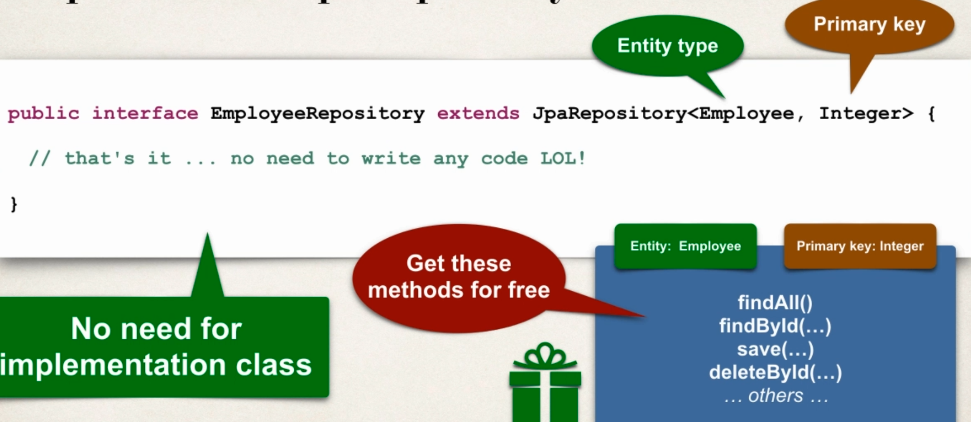 Entity type
Primary key
public interface EmployeeRepository extends JpaRepository<Employee, Integer> {
// that's it ... no need to write any code LOL!
}
No need for
implementation class
Get these
methods for free
Entity: Employee
Primary key: Integer
findAll()
findById(…)
save(…)
deleteById(…)
… others …